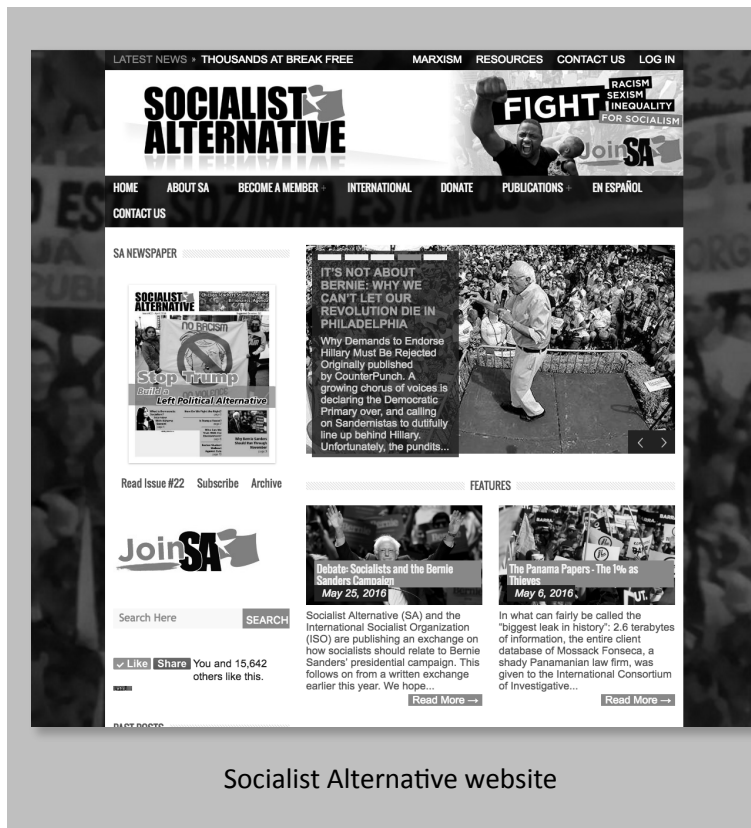 LATEST NEWS » THOUSANDS AT BREAK FREE
MARXISM RESOURCES CONTACT US LOG IN
SOCIALIST
ALTERNATIVE
FIGHT
RACISM
SEXISM
INEQUALITY
FOR SOCIALISM
Join SA
HOME ABOUT SA BECOME A MEMBER + INTERNATIONAL DONATE PUBLICATIONS + EN ESPAÑOL
CONTACT US
SA NEWSPAPER
SOCIALIST
ALTERNATIVE
NO RACISM
Stop Trump
Build a
Left Political Alternative
Read Issue #22 Subscribe Archive
Join SA
Search Here SEARCH
Like Share You and 15,642
others like this.
PAST POSTS
IT'S NOT ABOUT
BERNIE: WHY WE
CAN'T LET OUR
REVOLUTION DIE IN
PHILADELPHIA
Why Demands to Endorse
Hillary Must Be Rejected
Originally published
by CounterPunch. A
growing chorus of voices is
declaring the Democratic
Primary over, and calling
on Sandernistas to dutifully
line up behind Hillary.
Unfortunately, the pundits...
FEATURES
Debate: Socialists and the Bernie
Sanders Campaign
May 25, 2016
Socialist Alternative (SA) and the
International Socialist Organization
(ISO) are publishing an exchange on
how socialists should relate to Bernie
Sanders' presidential campaign. This
follows on from a written exchange
earlier this year. We hope...
Read More →
The Panama Papers - The 1% as
Thieves
May 6, 2016
In what can fairly be called the
"biggest leak in history": 2.6 terabytes
of information, the entire client
database of Mossack Fonseca, a
shady Panamanian law firm, was
given to the International Consortium
of Investigative...
Read More →
Socialist Alternative website